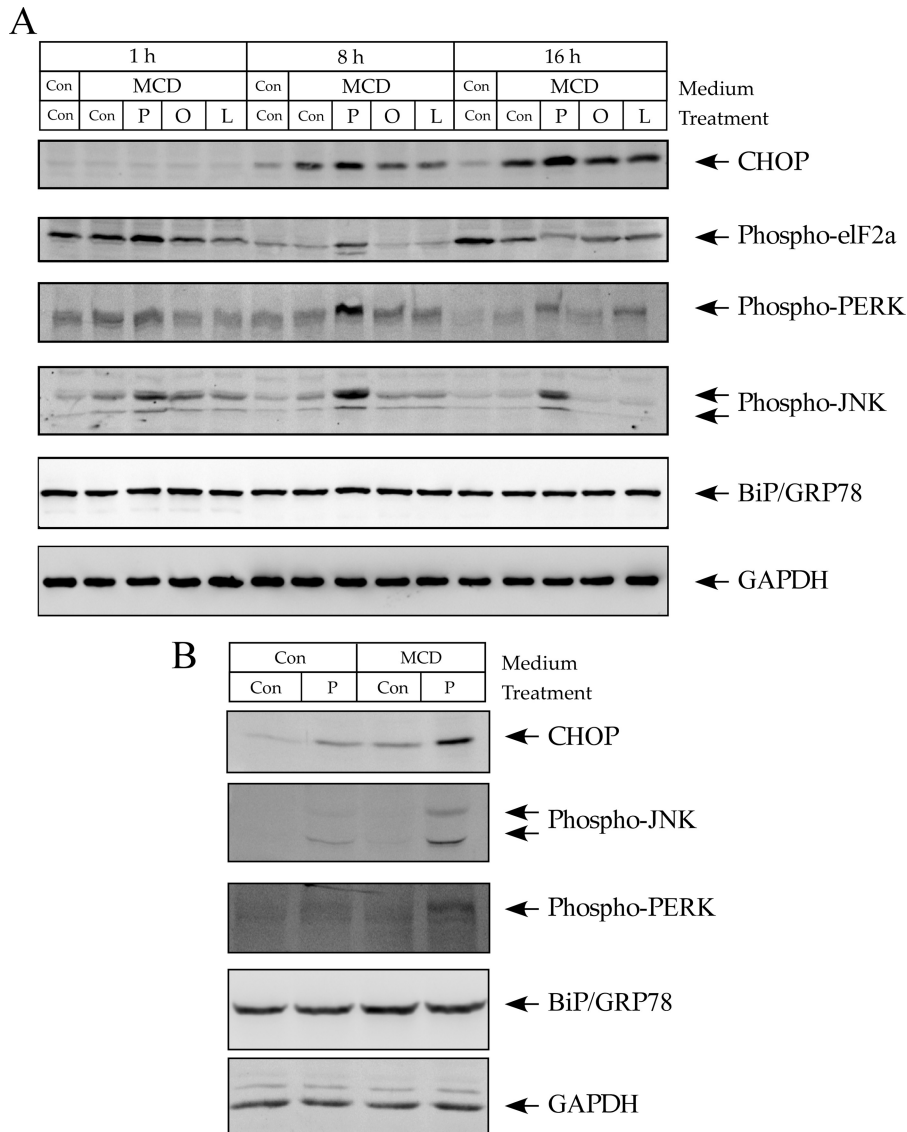 A
1 h 8 h 16 h
Con MCD Con MCD Con MCD Medium
Con Con P O L Con Con P O L Con Con P O L Treatment
CHOP
Phospho-elF2a
Phospho-PERK
Phospho-JNK
BiP/GRP78
GAPDH
B
Con MCD Medium
Con P Con P Treatment
CHOP
Phospho-JNK
Phospho-PERK
BiP/GRP78
GAPDH